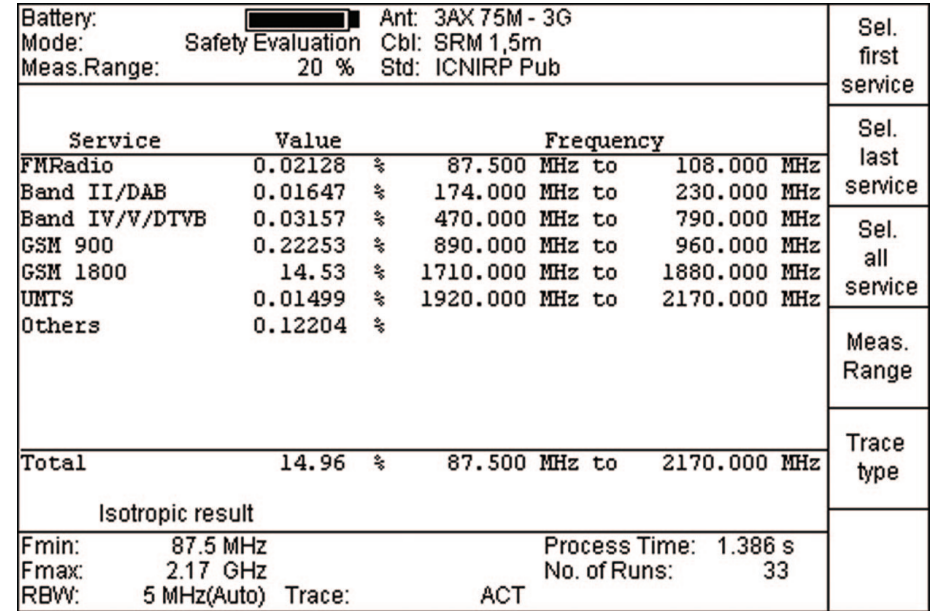 Battery: Ant: 3AX 75M - 3G
Mode: Safety Evaluation Cbl: SRM 1,5m
Meas.Range: 20 % Std: ICNIRP Pub
Service Value Frequency
FMRadio 0.02128 % 87.500 MHz to 108.000 MHz
Band II/DAB 0.01647 % 174.000 MHz to 230.000 MHz
Band IV/V/DTVB 0.03157 % 470.000 MHz to 790.000 MHz
GSM 900 0.22253 % 890.000 MHz to 960.000 MHz
GSM 1800 14.53 % 1710.000 MHz to 1880.000 MHz
UMTS 0.01499 % 1920.000 MHz to 2170.000 MHz
Others 0.12204 %
Total 14.96 % 87.500 MHz to 2170.000 MHz
Isotropic result
Fmin: 87.5 MHz Process Time: 1.386 s
Fmax: 2.17 GHz No. of Runs: 33
RBW: 5 MHz(Auto) Trace: ACT
Sel.
first
service
Sel.
last
service
Sel.
all
service
Meas.
Range
Trace
type